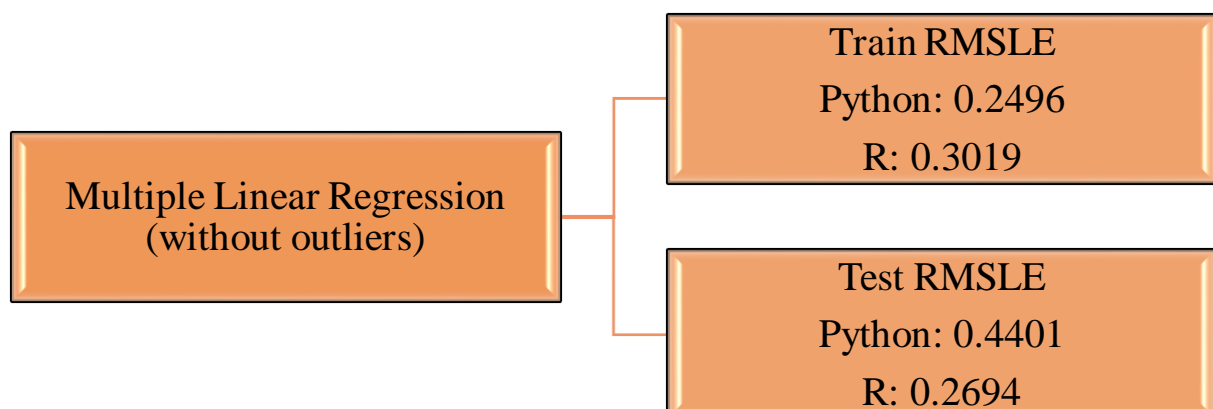 Multiple Linear Regression
(without outliers)
Train RMSLE
Python: 0.2496
R: 0.3019
Test RMSLE
Python: 0.4401
R: 0.2694